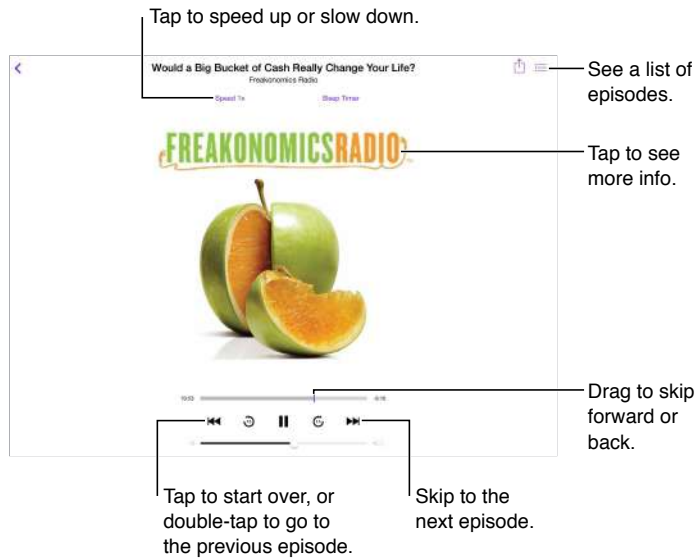 Tap to speed up or slow down.
Would a Big Bucket of Cash Really Change Your Life?
Freakonomics Radio
Speed 1x
Sleep Timer
See a list of
episodes.
FREAKONOMICSRADIO
Tap to see
more info.
Drag to skip
forward or
back.
Tap to start over, or
double-tap to go to
the previous episode.
Skip to the
next episode.